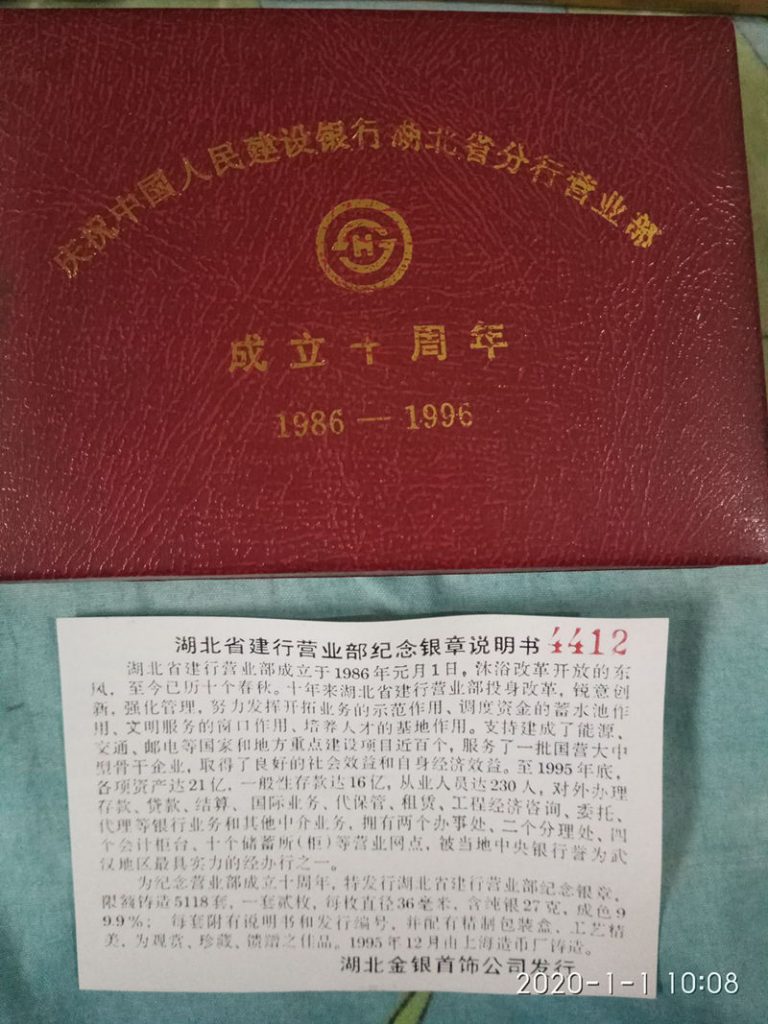 庆祝中國人民建设银行湖北省分行营业部
成立十周年
1986 — 1996
湖北省建行营业部纪念银章说明书 4412
湖北省建行营业部成立于1986年元月1日，沐浴改革开放的东
风，至今已历十个春秋。十年来湖北省建行营业部投身改革，锐意创
新，强化管理，努力发挥开拓业务的示范作用、调度资金的蓄水池作
用、文明服务的窗口作用、培养人才的基地作用。支持建成了能源、
交通、邮电等国家和地方重点建设项目近百个，服务了一批国营大中
型骨干企业，取得了良好的社会效益和自身经济效益。至1995年底，
各项资产达21亿，一般性存款达16亿，从业人员达230人，对外办理
存款、贷款、结算、国际业务、代保管、租赁、工程经济咨询、委托、
代理等银行业务和其他中介业务，拥有两个办事处、二个分理处、四
个会计柜台、十个储蓄所(柜)等营业网点，被当地中央银行誉为武
汉地区最具实力的经办行之一。
为纪念营业部成立十周年，特发行湖北省建行营业部纪念银章，
限额铸造5118套，一套贰枚，每枚直径36毫米，含纯银27克，成色9
9.9%；每套附有说明书和发行编号，并配有精制包装盒，工艺精
美，为观赏、珍藏、馈赠之佳品。1995年12月由上海造币厂铸造。
湖北金银首饰公司发行
2020-1-1 10:08